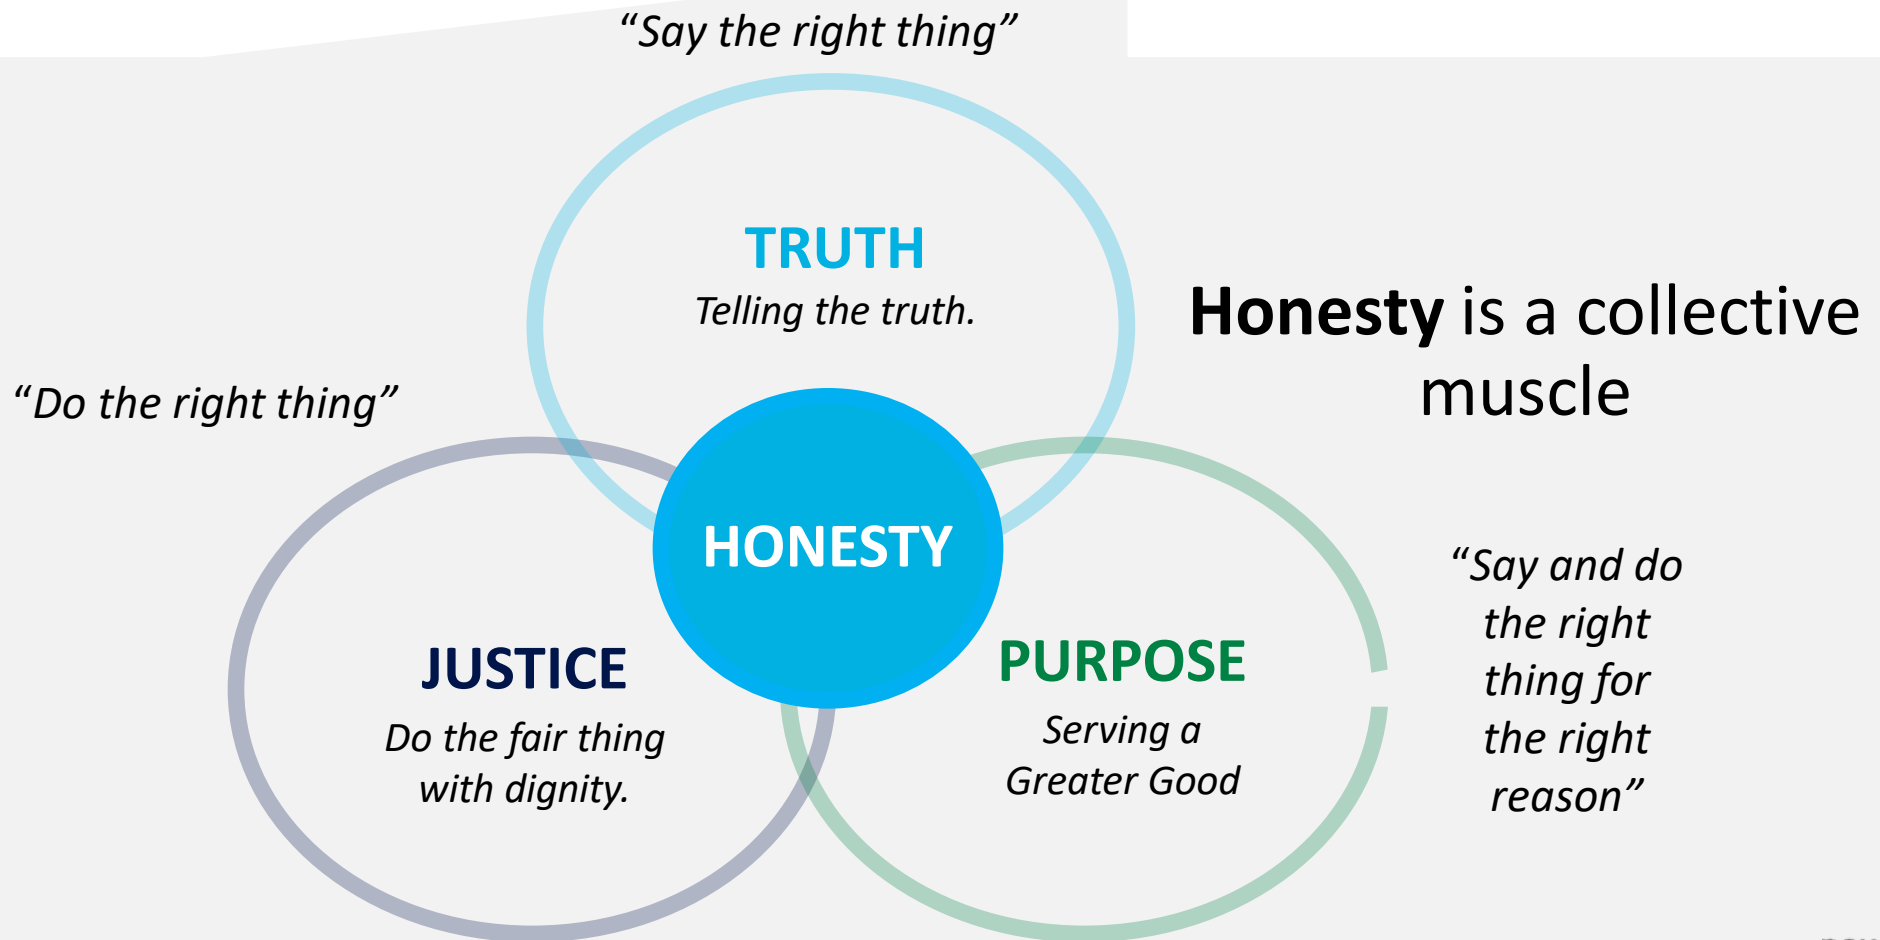 “Say the right thing”
TRUTH
Telling the truth.
Honesty is a collective
muscle
“Do the right thing”
HONESTY
“Say and do
the right
thing for
the right
reason”
JUSTICE
Do the fair thing
with dignity.
PURPOSE
Serving a
Greater Good